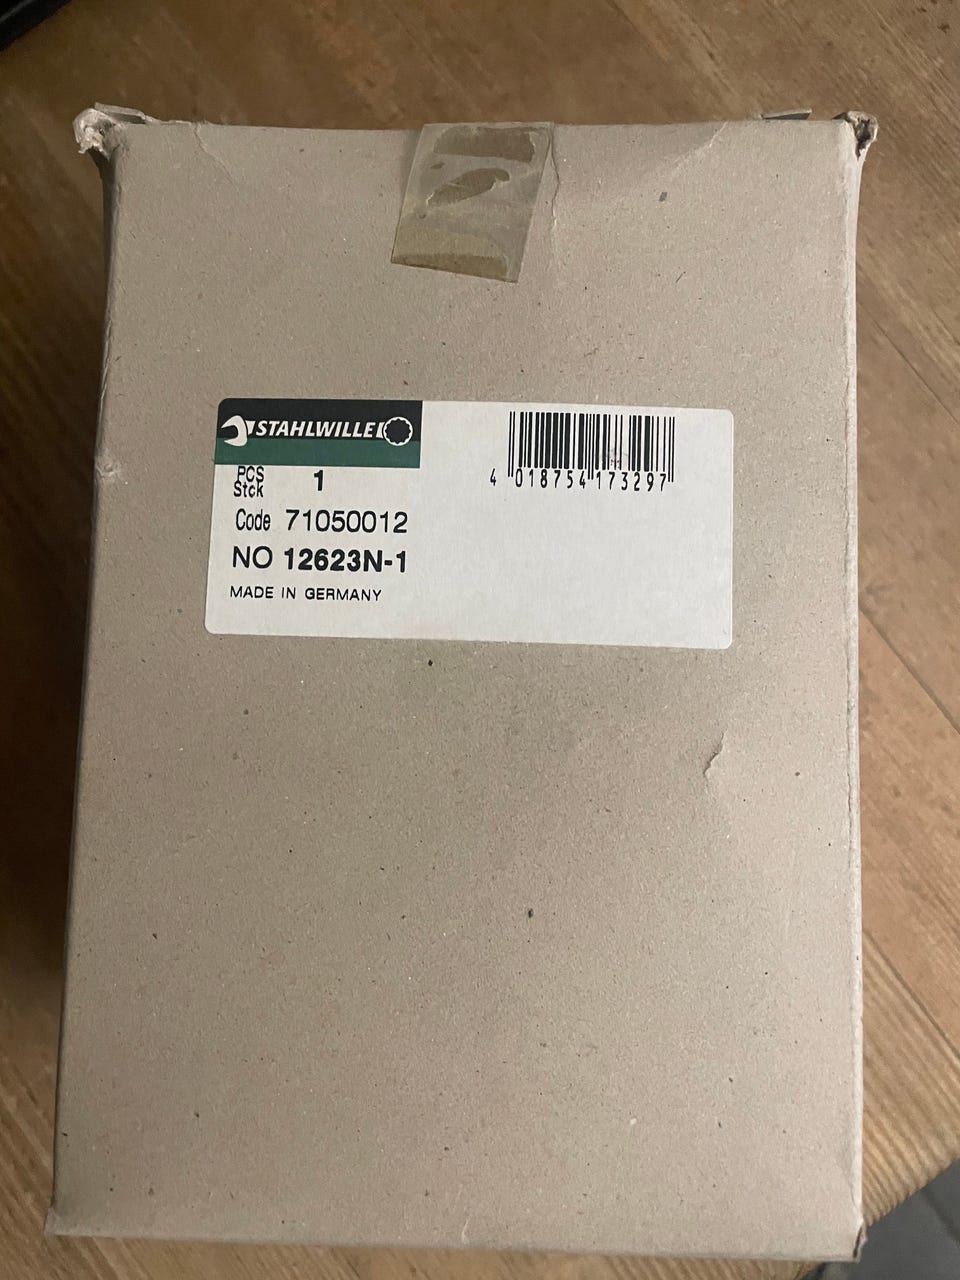 STAHLWILLE
4 018754 173297
PCS
Stck 1
Code 71050012
NO 12623N-1
MADE IN GERMANY